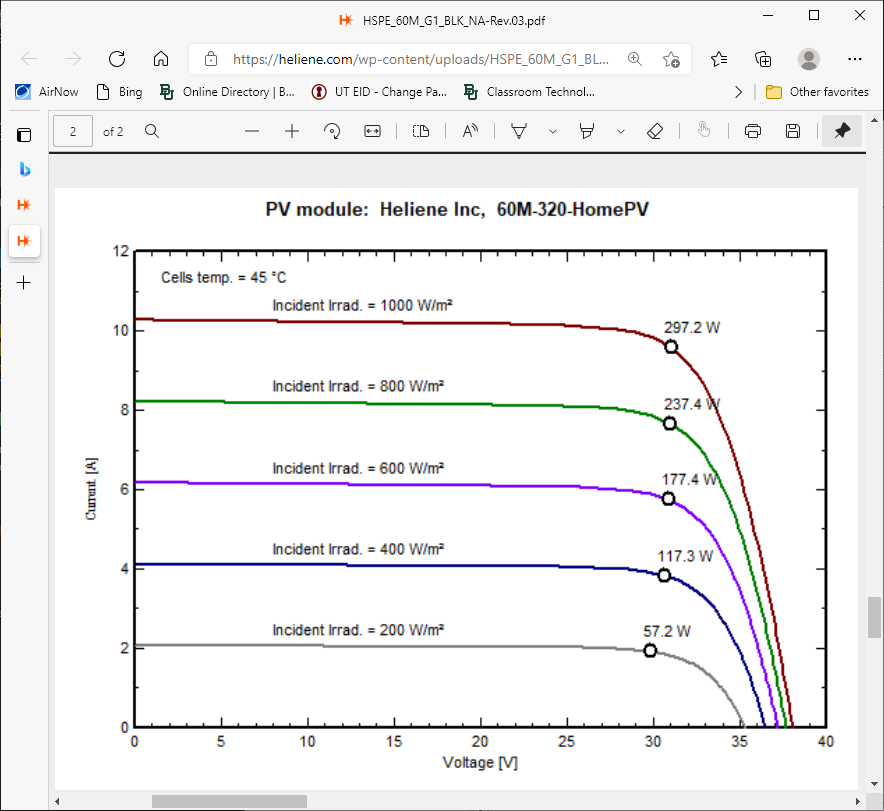 HSPE_60M_G1_BLK_NA-Rev.03.pdf
https://heliene.com/wp-content/uploads/HSPE_60M_G1_BL...
AirNow Bing Online Directory | B... UT EID - Change Pa... Classroom Technol... Other favorites
2 of 2
PV module: Heliene Inc, 60M-320-HomePV
12
Cells temp. = 45 °C
Incident Irrad. = 1000 W/m²
297.2 W
10
Incident Irrad. = 800 W/m²
237.4 W
8
Incident Irrad. = 600 W/m²
177.4 W
6
Current [A]
Incident Irrad. = 400 W/m²
117.3 W
4
Incident Irrad. = 200 W/m²
57.2 W
2
0
0 5 10 15 20 25 30 35 40
Voltage [V]